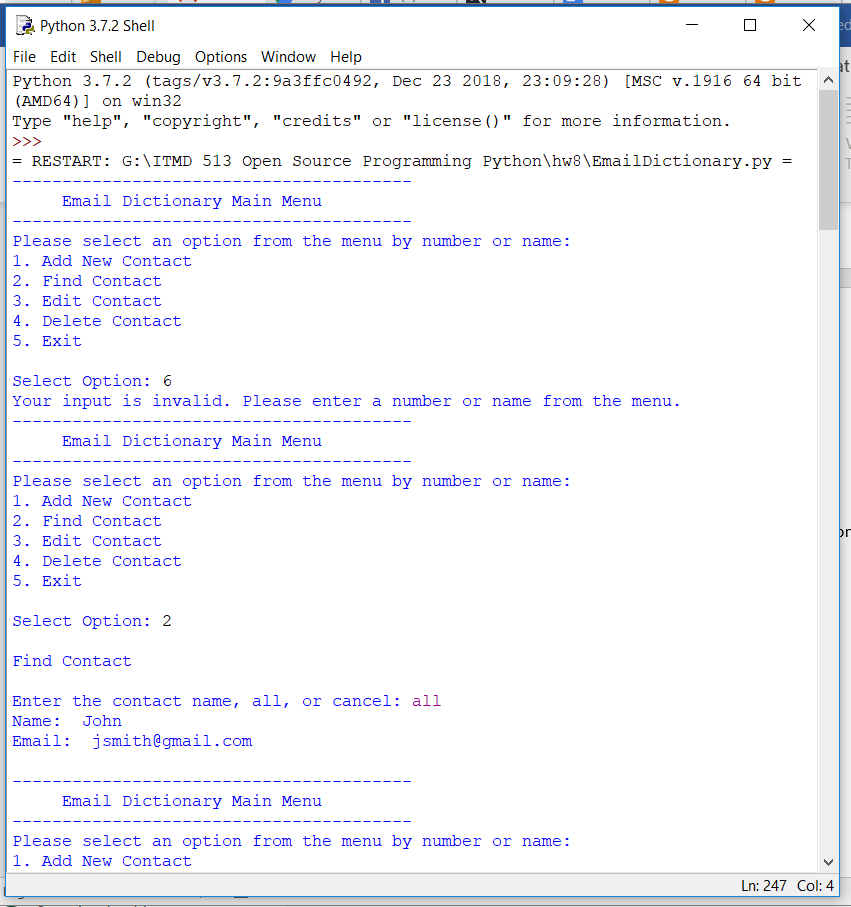 Python 3.7.2 Shell
File Edit Shell Debug Options Window Help
Python 3.7.2 (tags/v3.7.2:9a3ffc0492, Dec 23 2018, 23:09:28) [MSC v.1916 64 bit
(AMD64)] on win32
Type "help", "copyright", "credits" or "license()" for more information.
>>>
= RESTART: G:\ITMD 513 Open Source Programming Python\hw8\EmailDictionary.py =
----------------------------------------
     Email Dictionary Main Menu
----------------------------------------
Please select an option from the menu by number or name:
1. Add New Contact
2. Find Contact
3. Edit Contact
4. Delete Contact
5. Exit

Select Option: 6
Your input is invalid. Please enter a number or name from the menu.
----------------------------------------
     Email Dictionary Main Menu
----------------------------------------
Please select an option from the menu by number or name:
1. Add New Contact
2. Find Contact
3. Edit Contact
4. Delete Contact
5. Exit

Select Option: 2

Find Contact

Enter the contact name, all, or cancel: all
Name:  John
Email:  jsmith@gmail.com

----------------------------------------
     Email Dictionary Main Menu
----------------------------------------
Please select an option from the menu by number or name:
1. Add New Contact
Ln: 247 Col: 4